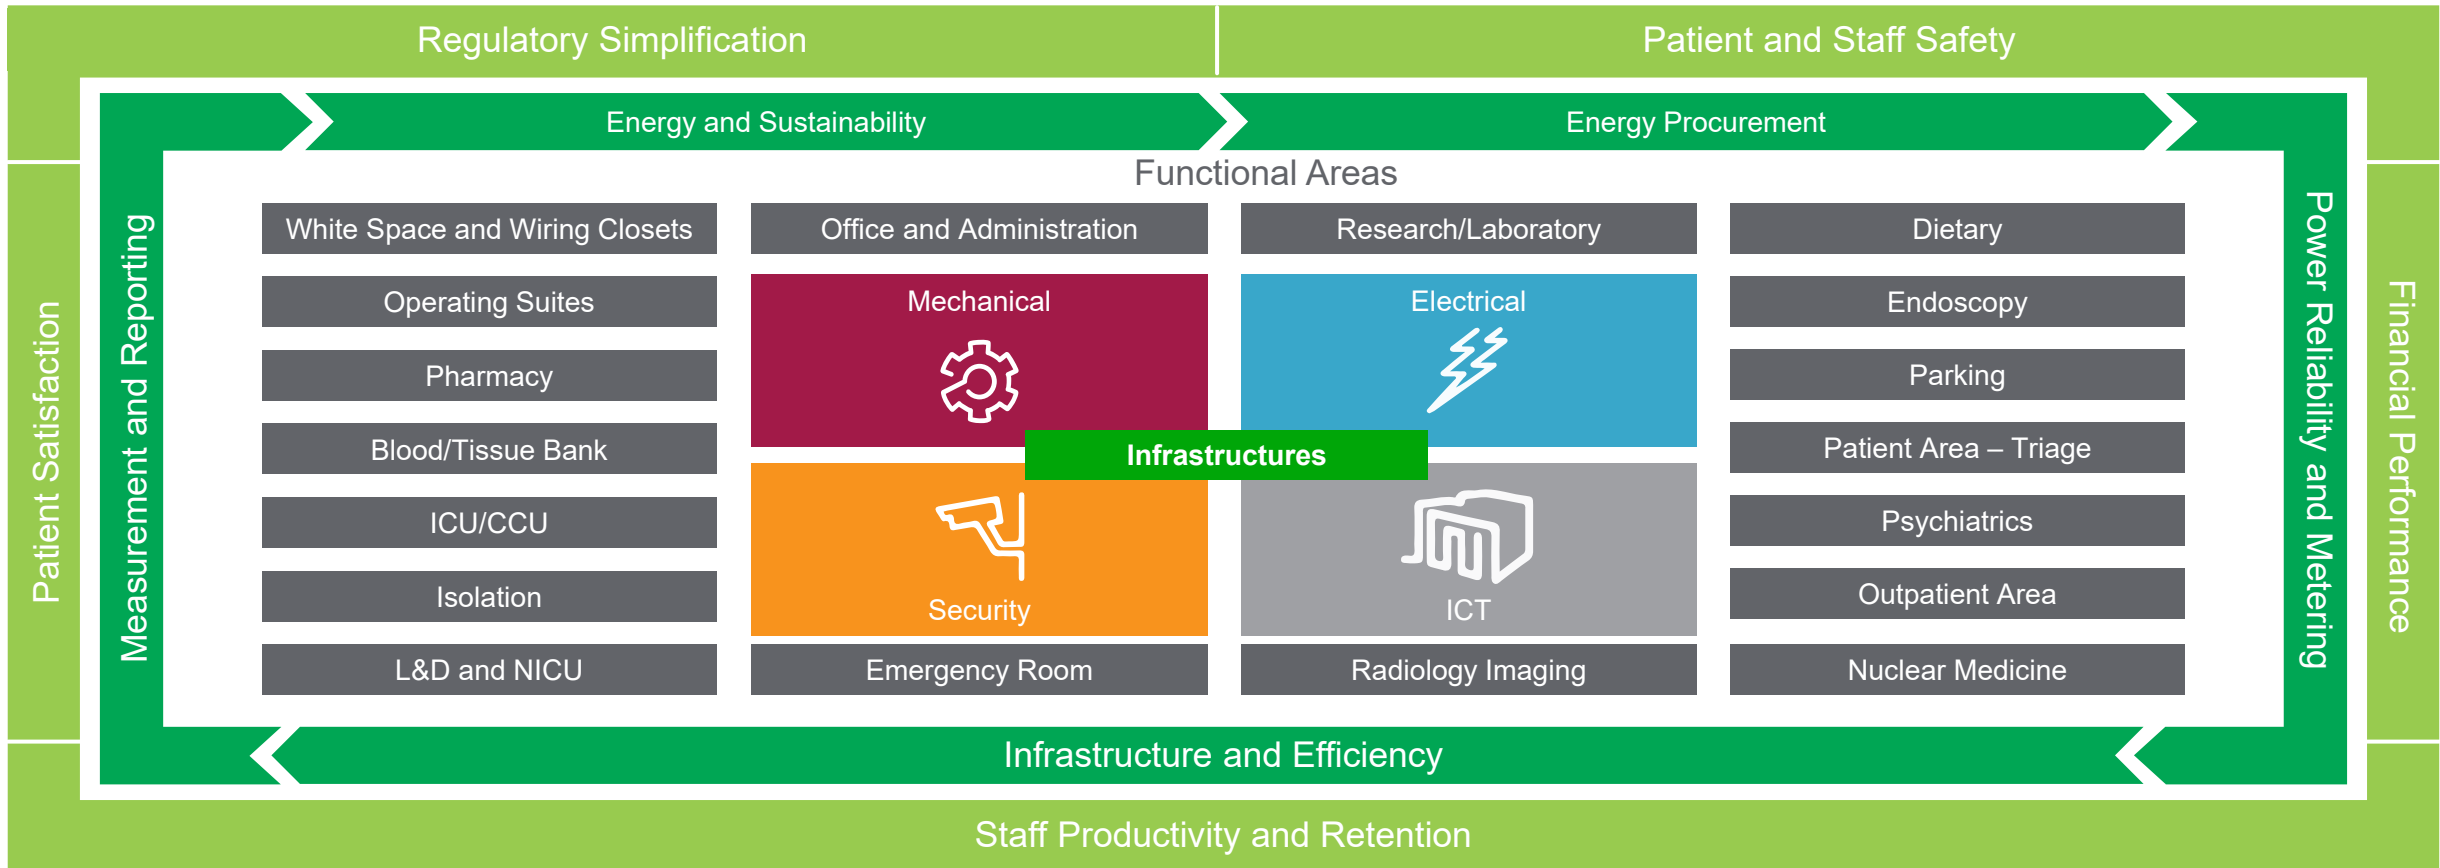 Regulatory Simplification
Patient and Staff Safety
Energy and Sustainability
Energy Procurement
Patient Satisfaction
Measurement and Reporting
Functional Areas
White Space and Wiring Closets
Office and Administration
Research/Laboratory
Dietary
Operating Suites
Mechanical
Electrical
Endoscopy
Pharmacy
Parking
Blood/Tissue Bank
Infrastructures
Patient Area – Triage
ICU/CCU
Psychiatrics
Isolation
Security
ICT
Outpatient Area
L&D and NICU
Emergency Room
Radiology Imaging
Nuclear Medicine
Power Reliability and Metering
Financial Performance
Infrastructure and Efficiency
Staff Productivity and Retention